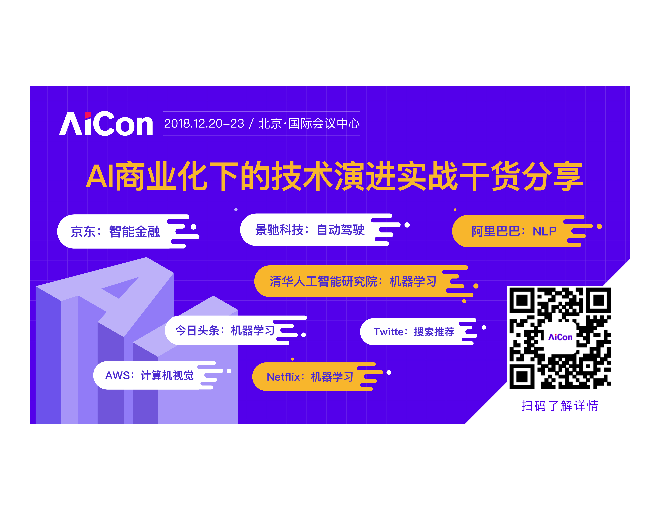 AiCon 2018.12.20-23 / 北京·国际会议中心
AI商业化下的技术演进实战干货分享
京东：智能金融
景驰科技：自动驾驶
阿里巴巴：NLP
清华人工智能研究院：机器学习
今日头条：机器学习
Twitte：搜索推荐
AWS：计算机视觉
Netflix：机器学习
AiCon
扫码了解详情